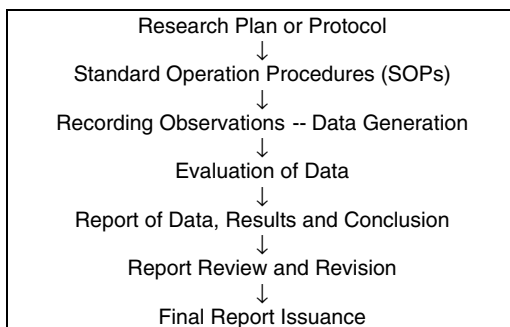 Research Plan or Protocol
↓
Standard Operation Procedures (SOPs)
↓
Recording Observations -- Data Generation
↓
Evaluation of Data
↓
Report of Data, Results and Conclusion
↓
Report Review and Revision
↓
Final Report Issuance